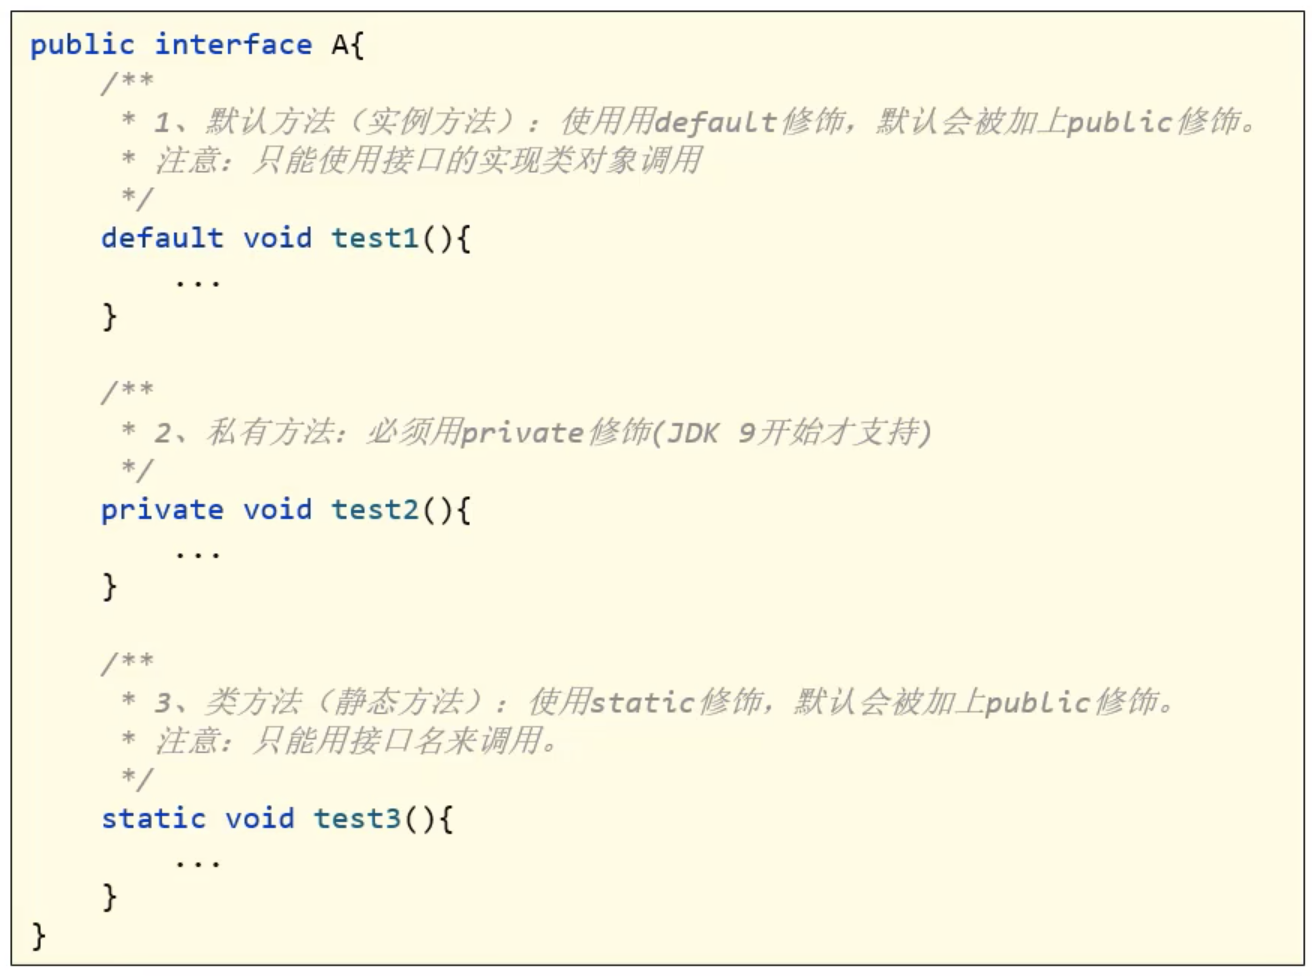 public interface A{
/**
* 1、默认方法（实例方法）：使用用default修饰，默认会被加上public修饰。
* 注意：只能使用接口的实现类对象调用
*/
default void test1(){
...
}
/**
* 2、私有方法：必须用private修饰(JDK 9开始才支持)
*/
private void test2(){
...
}
/**
* 3、类方法（静态方法）：使用static修饰，默认会被加上public修饰。
* 注意：只能用接口名来调用。
*/
static void test3(){
...
}
}